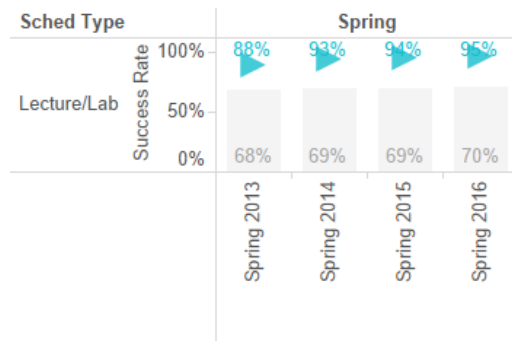 Sched Type
Spring
Lecture/Lab
Success Rate
100%
50%
0%
88%
93%
94%
95%
68%
69%
69%
70%
Spring 2013
Spring 2014
Spring 2015
Spring 2016